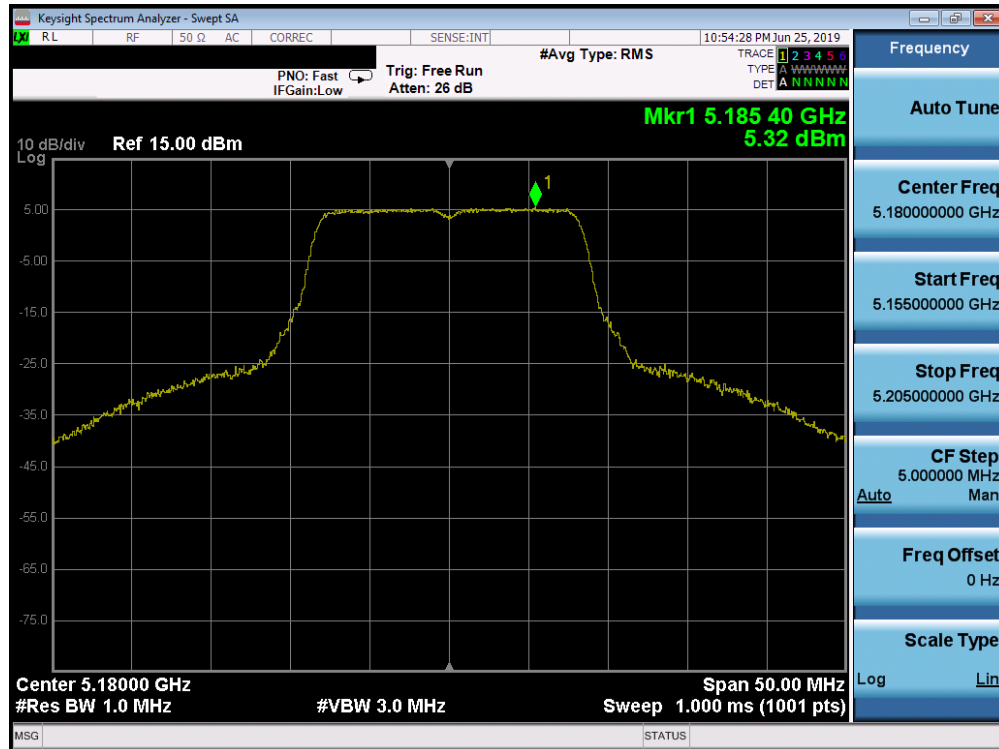 Keysight Spectrum Analyzer - Swept SA
LXI RL RF 50 Ω AC CORREC SENSE:INT 10:54:28 PM Jun 25, 2019
#Avg Type: RMS
TRACE 1 2 3 4 5 6
TYPE A WWWWW
DET A N N N N N
PNO: Fast
IFGain:Low
Trig: Free Run
Atten: 26 dB
Mkr1 5.185 40 GHz
5.32 dBm
10 dB/div
Log
Ref 15.00 dBm
1
5.00
-5.00
-15.0
-25.0
-35.0
-45.0
-55.0
-65.0
-75.0
Center 5.18000 GHz
Span 50.00 MHz
#Res BW 1.0 MHz
#VBW 3.0 MHz
Sweep 1.000 ms (1001 pts)
MSG
STATUS
Frequency
Auto Tune
Center Freq
5.180000000 GHz
Start Freq
5.155000000 GHz
Stop Freq
5.205000000 GHz
CF Step
5.000000 MHz
Auto Man
Freq Offset
0 Hz
Scale Type
Log Lin